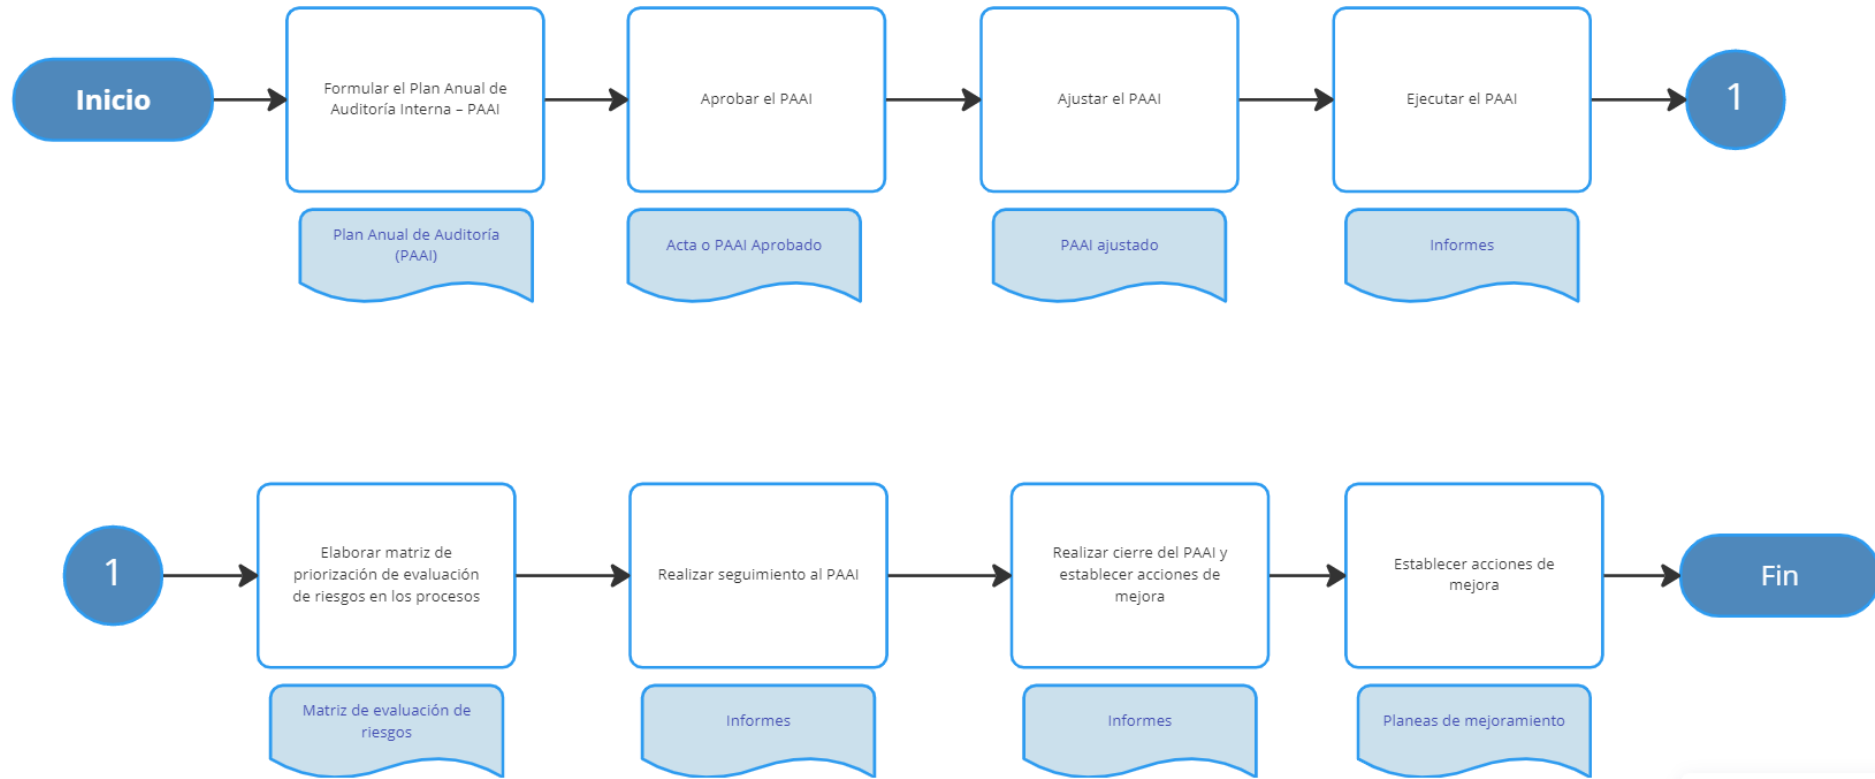 Inicio
Formular el Plan Anual de
Auditoría Interna – PAAI
Aprobar el PAAI
Ajustar el PAAI
Ejecutar el PAAI
1
Plan Anual de Auditoría
(PAAI)
Acta o PAAI Aprobado
PAAI ajustado
Informes
1
Elaborar matriz de
priorización de evaluación
de riesgos en los procesos
Realizar seguimiento al PAAI
Realizar cierre del PAAI y
establecer acciones de
mejora
Establecer acciones de
mejora
Fin
Matriz de evaluación de
riesgos
Informes
Informes
Planeas de mejoramiento